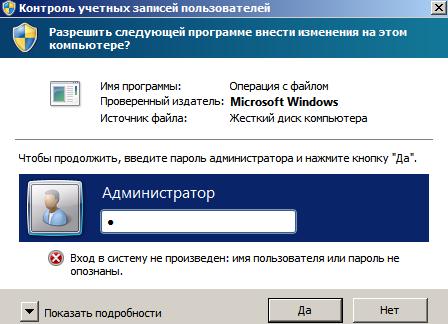 Контроль учетных записей пользователей
Разрешить следующей программе внести изменения на этом
компьютере?
Имя программы: Операция с файлом
Проверенный издатель: Microsoft Windows
Источник файла: Жесткий диск компьютера
Чтобы продолжить, введите пароль администратора и нажмите кнопку "Да".
Администратор
Вход в систему не произведен: имя пользователя или пароль не
опознаны.
Показать подробности
Да
Нет